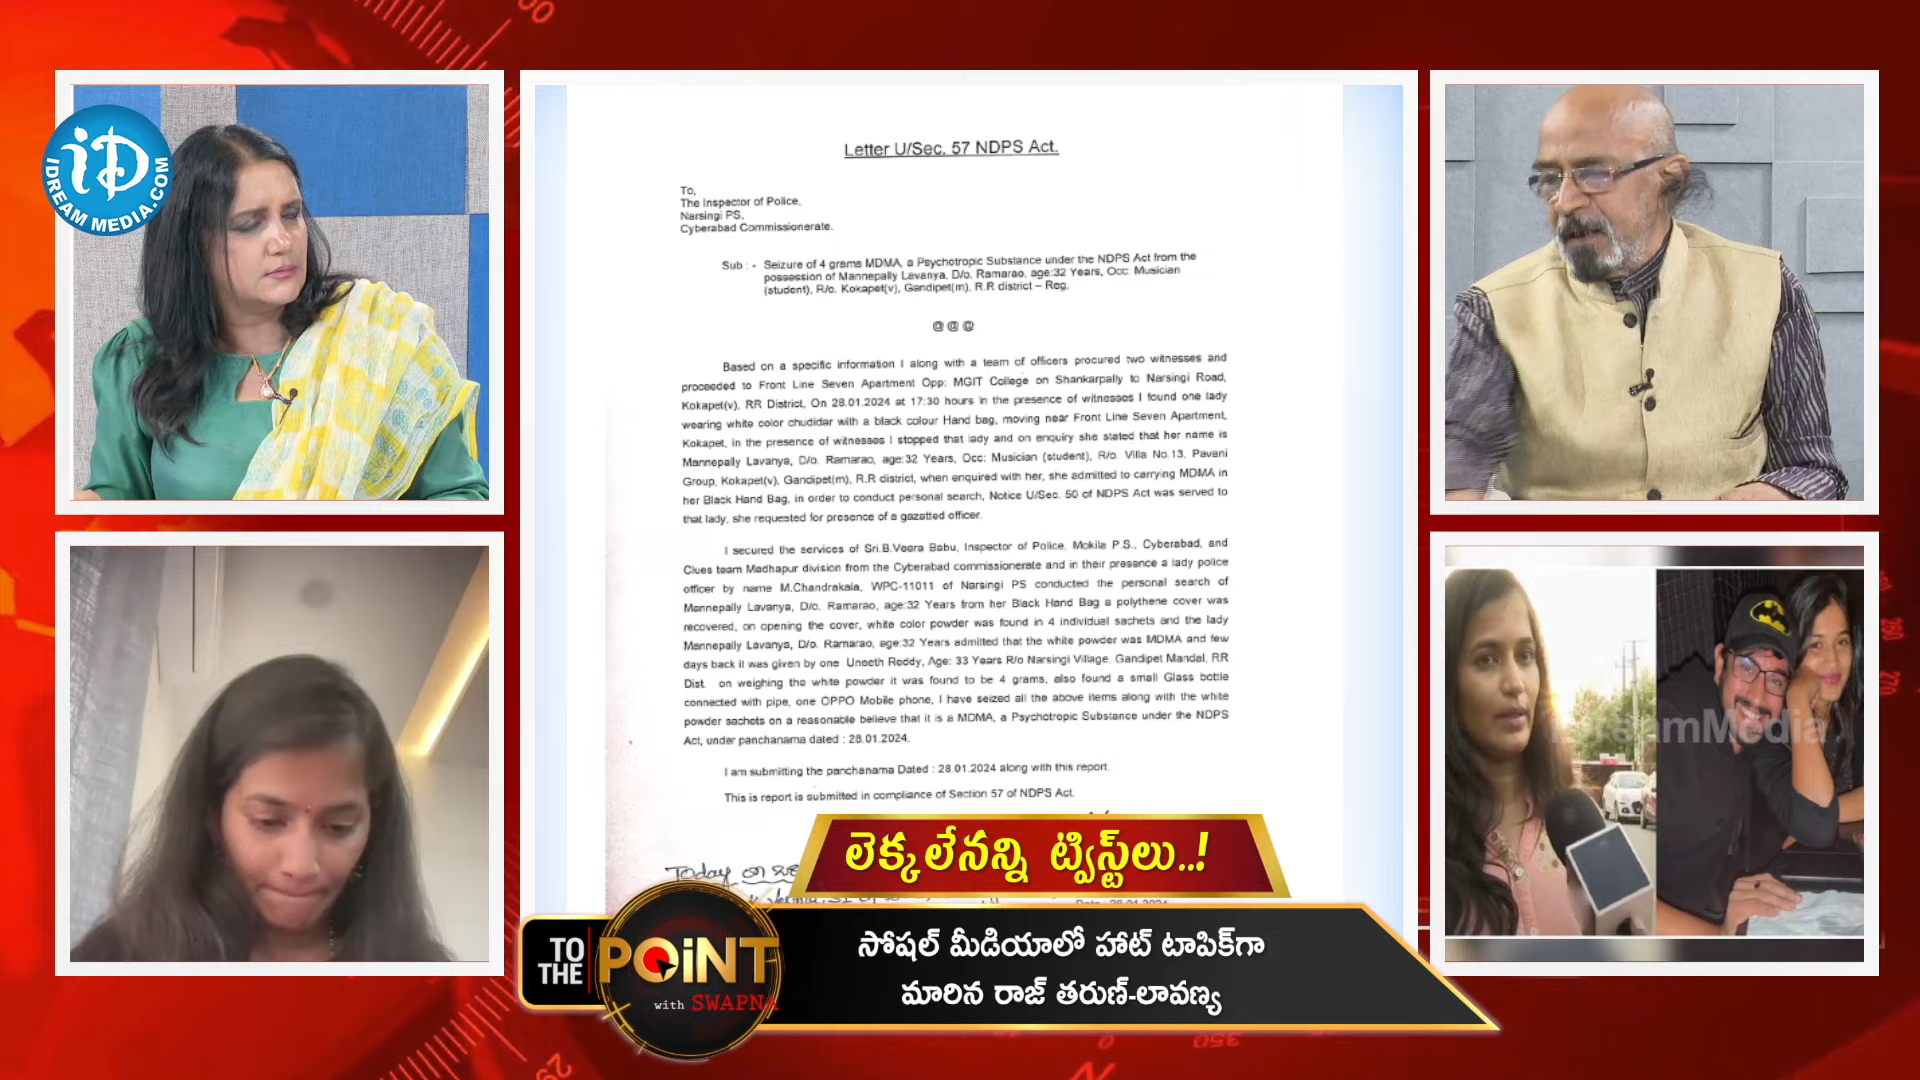 iD
IDREAM MEDIA.COM
Letter U/Sec. 57 NDPS Act.
To,
The Inspector of Police,
Narsingi PS,
Cyberabad Commissionerate.
Sub : - Seizure of 4 grams MDMA, a Psychotropic Substance under the NDPS Act from the
possession of Mannepally Lavanya, D/o. Ramarao, age:32 Years, Occ: Musician
(student), R/o. Kokapet(v), Gandipet(m), R.R district – Reg.
@@@
Based on a specific information I along with a team of officers procured two witnesses and
proceeded to Front Line Seven Apartment Opp: MGIT College on Shankarpally to Narsingi Road,
Kokapet(v), RR District, On 28.01.2024 at 17:30 hours in the presence of witnesses I found one lady
wearing white color chudidar with a black colour Hand bag, moving near Front Line Seven Apartment,
Kokapet, in the presence of witnesses I stopped that lady and on enquiry she stated that her name is
Mannepally Lavanya, D/o. Ramarao, age:32 Years, Occ: Musician (student), R/o. Villa No.13, Pavani
Group, Kokapet(v), Gandipet(m), R.R district, when enquired with her, she admitted to carrying MDMA in
her Black Hand Bag, in order to conduct personal search, Notice U/Sec. 50 of NDPS Act was served to
that lady, she requested for presence of a gazatted officer.
I secured the services of Sri.B.Veera Babu, Inspector of Police, Mokila P.S., Cyberabad, and
Clues team Madhapur division from the Cyberabad commissionerate and in their presence a lady police
officer by name M.Chandrakala, WPC-11011 of Narsingi PS conducted the personal search of
Mannepally Lavanya, D/o. Ramarao, age:32 Years from her Black Hand Bag a polythene cover was
recovered, on opening the cover, white color powder was found in 4 individual sachets and the lady
Mannepally Lavanya, D/o. Ramarao, age:32 Years admitted that the white powder was MDMA and few
days back it was given by one Uneeth Reddy, Age: 33 Years R/o Narsingi Village, Gandipet Mandal, RR
Dist. on weighing the white powder it was found to be 4 grams, also found a small Glass bottle
connected with pipe, one OPPO Mobile phone, I have seized all the above items along with the white
powder sachets on a reasonable believe that it is a MDMA, a Psychotropic Substance under the NDPS
Act, under panchanama dated : 28.01.2024.
I am submitting the panchanama Dated : 28.01.2024 along with this report.
This is report is submitted in compliance of Section 57 of NDPS Act.
Today on
iDreamMedia
లెక్కలేనన్ని ట్విస్ట్‌లు..!
TO THE POiNT
with SWAPNA
సోషల్ మీడియాలో హాట్ టాపిక్‌గా
మారిన రాజ్ తరుణ్-లావణ్య